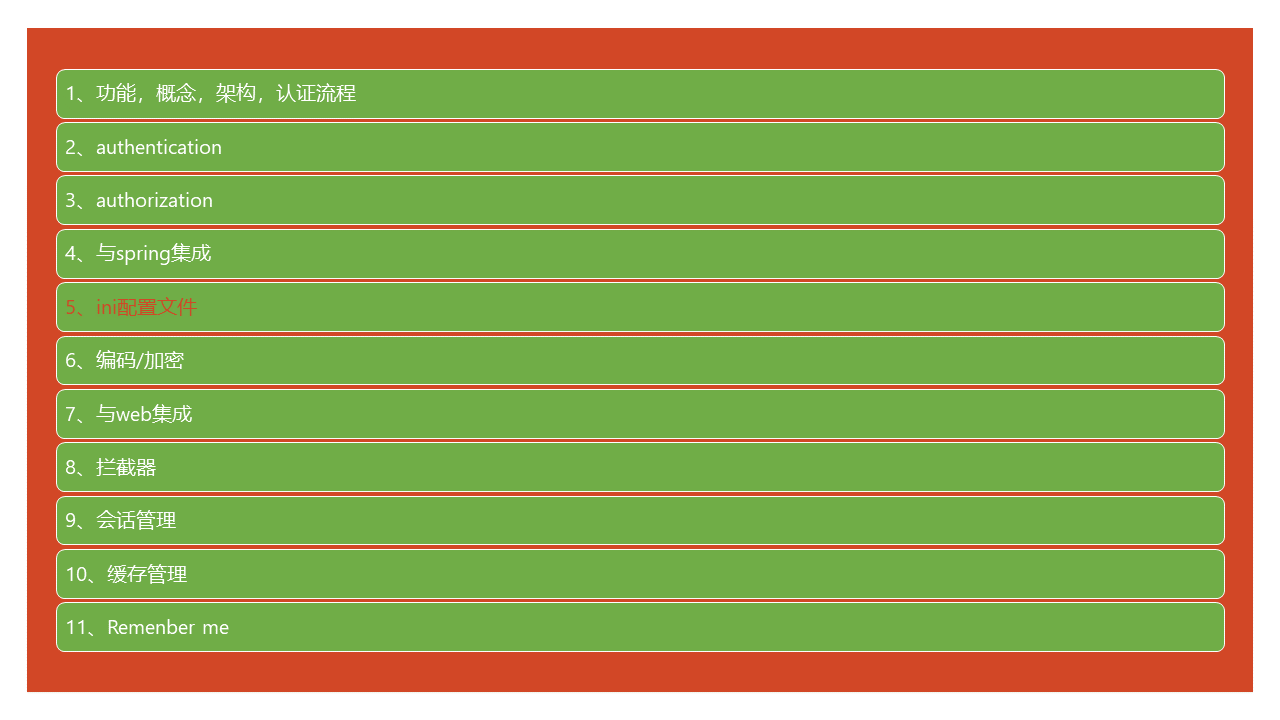 1、功能，概念，架构，认证流程
2、authentication
3、authorization
4、与spring集成
5、ini配置文件
6、编码/加密
7、与web集成
8、拦截器
9、会话管理
10、缓存管理
11、Remenber me